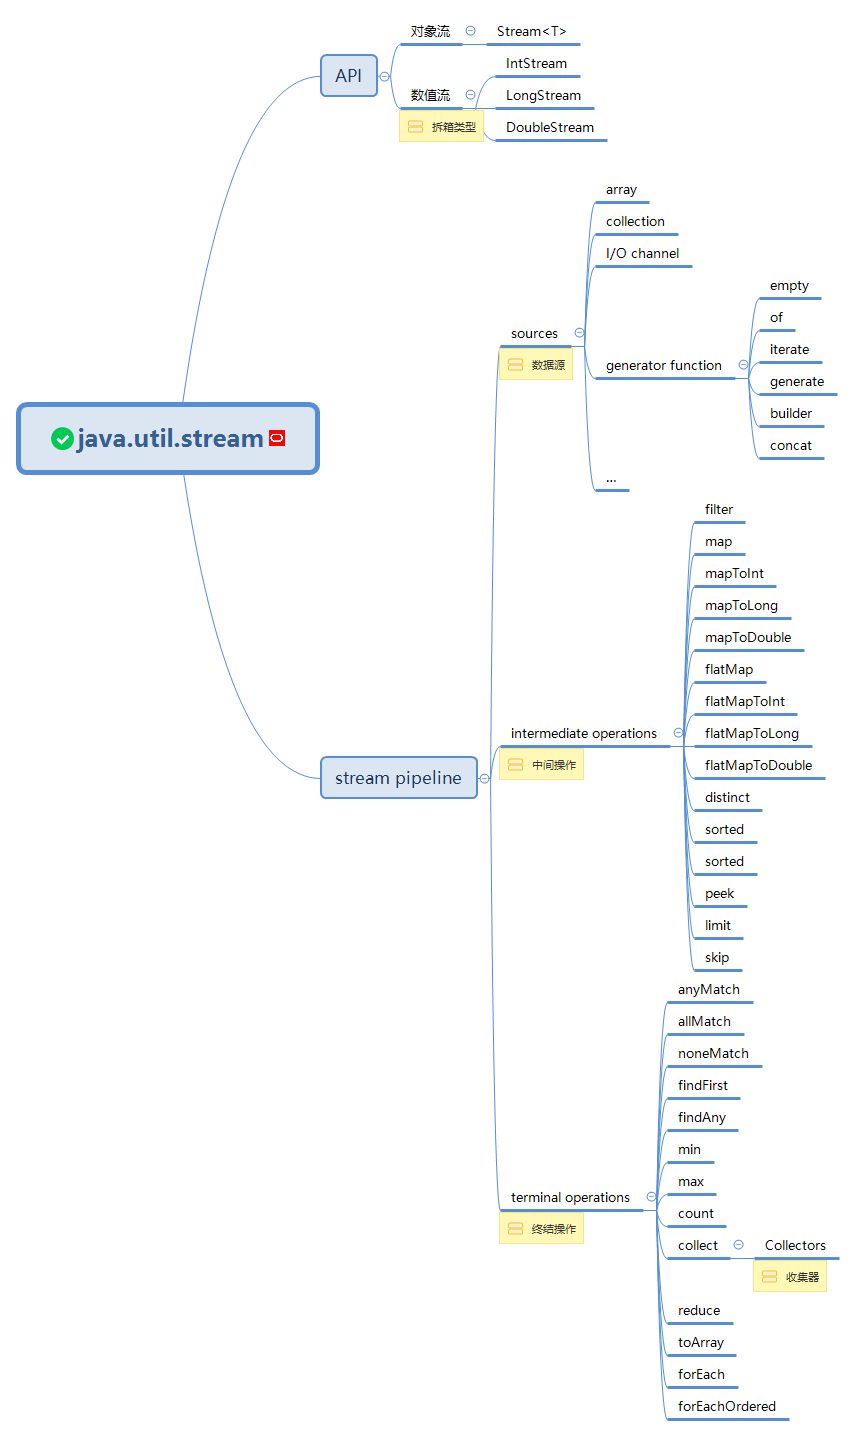 java.util.stream
API
对象流
Stream<T>
数值流
拆箱类型
IntStream
LongStream
DoubleStream
stream pipeline
sources
数据源
array
collection
I/O channel
generator function
empty
of
iterate
generate
builder
concat
...
intermediate operations
中间操作
filter
map
mapToInt
mapToLong
mapToDouble
flatMap
flatMapToInt
flatMapToLong
flatMapToDouble
distinct
sorted
sorted
peek
limit
skip
terminal operations
终结操作
anyMatch
allMatch
noneMatch
findFirst
findAny
min
max
count
collect
Collectors
收集器
reduce
toArray
forEach
forEachOrdered